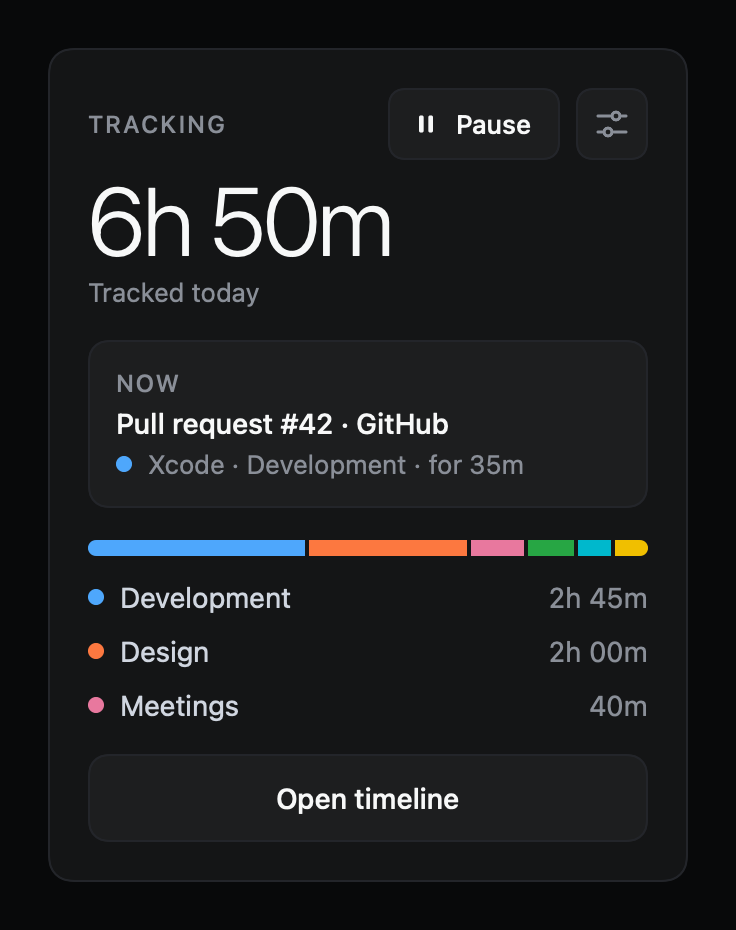 TRACKING
Pause
6h 50m
Tracked today
NOW
Pull request #42 · GitHub
Xcode · Development · for 35m
Development 2h 45m
Design 2h 00m
Meetings 40m
Open timeline